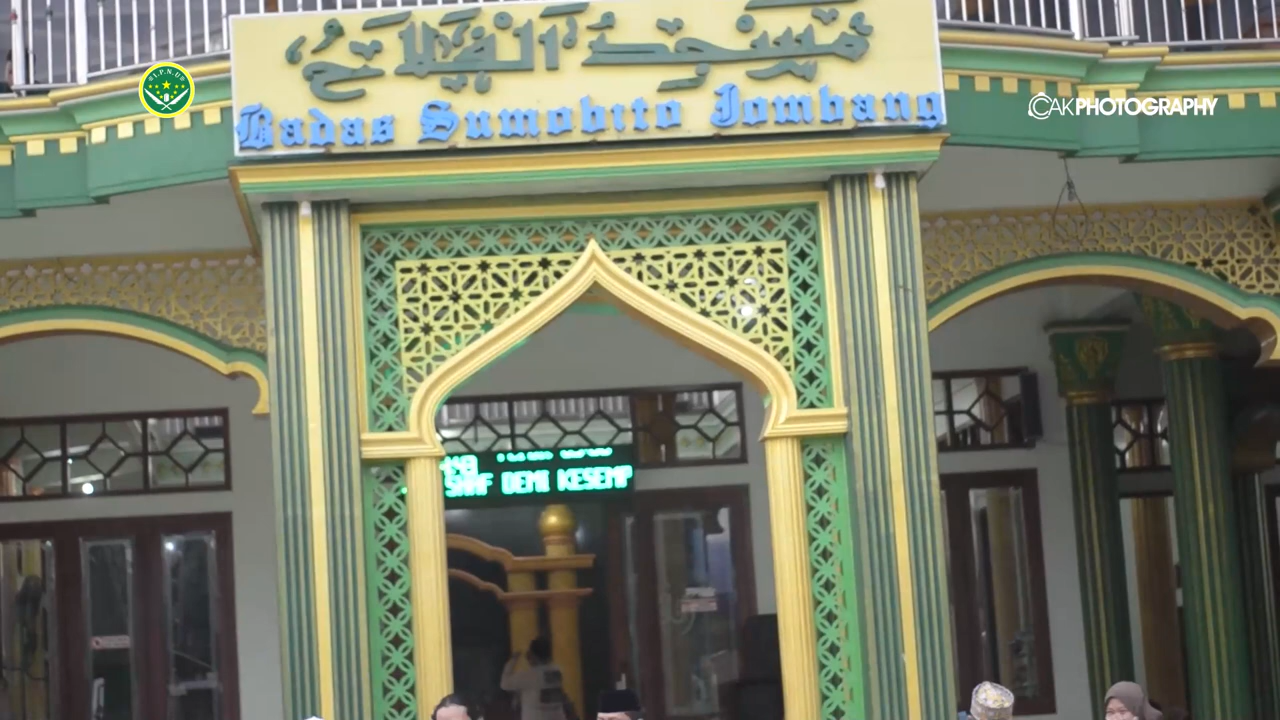 مسجد الفلاح
Badas Sumobito Jombang
I.P.N.U
CAKPHOTOGRAPHY
SHAF DEMI KESEMP